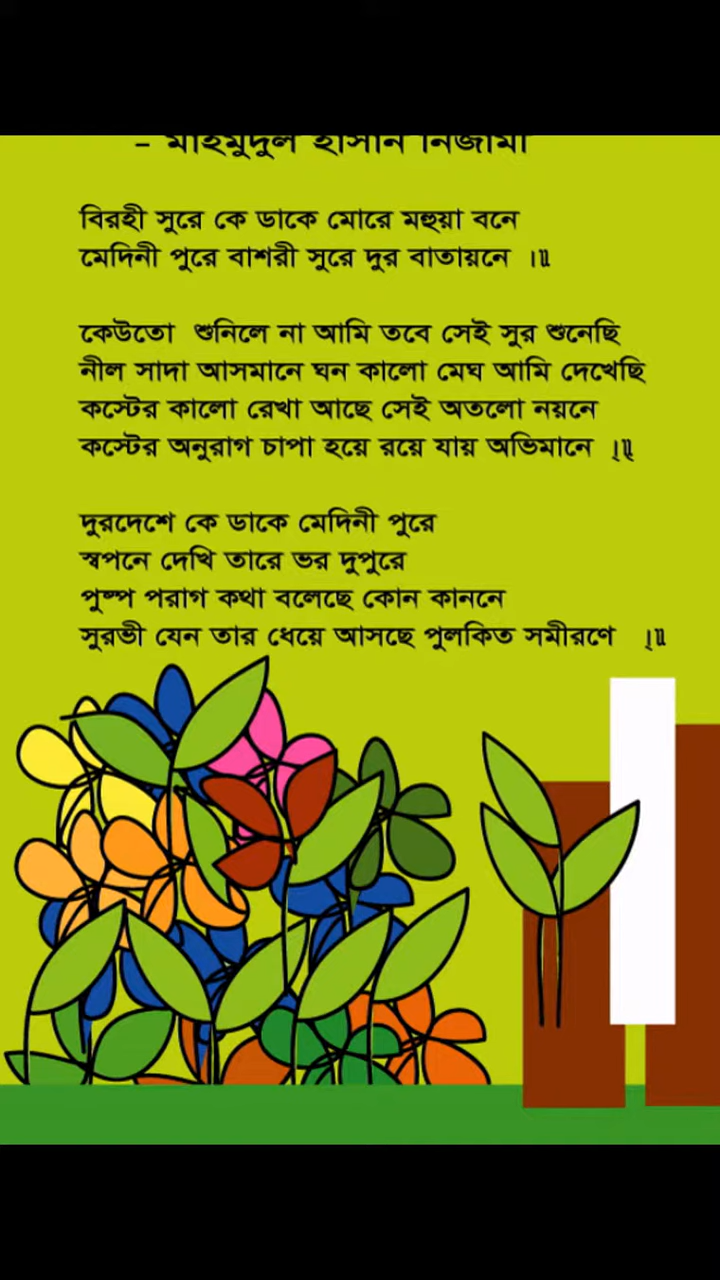 - মাহমুদুল হাসান নিজামী
বিরহী সুরে কে ডাকে মোরে মহুয়া বনে
মেদিনী পুরে বাশরী সুরে দুর বাতায়নে ।॥
কেউতো শুনিলে না আমি তবে সেই সুর শুনেছি
নীল সাদা আসমানে ঘন কালো মেঘ আমি দেখেছি
কস্টের কালো রেখা আছে সেই অতলো নয়নে
কস্টের অনুরাগ চাপা হয়ে রয়ে যায় অভিমানে ।॥
দুরদেশে কে ডাকে মেদিনী পুরে
স্বপনে দেখি তারে ভর দুপুরে
পুষ্প পরাগ কথা বলেছে কোন কাননে
সুরভী যেন তার ধেয়ে আসছে পুলকিত সমীরণে ।॥